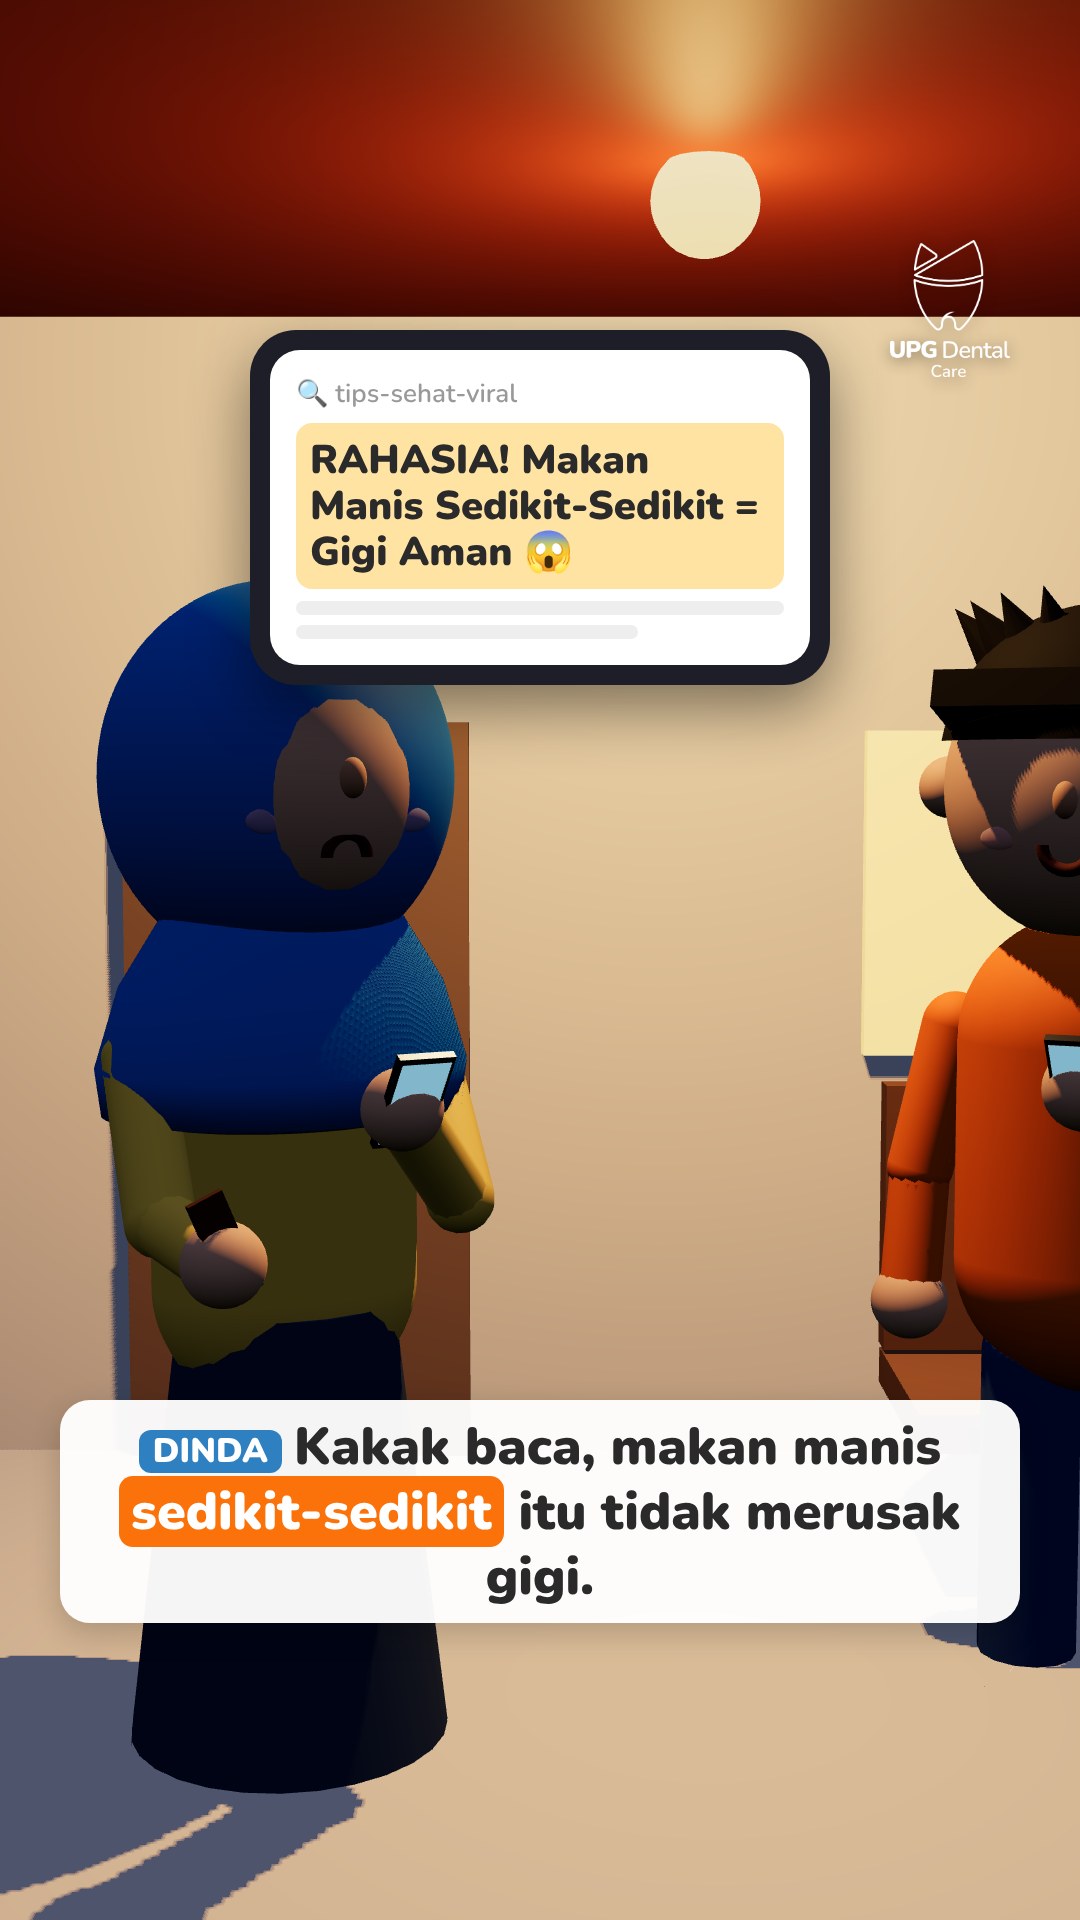 UPG Dental
Care
🔍 tips-sehat-viral
RAHASIA! Makan
Manis Sedikit-Sedikit =
Gigi Aman 😱
DINDA Kakak baca, makan manis
sedikit-sedikit itu tidak merusak
gigi.